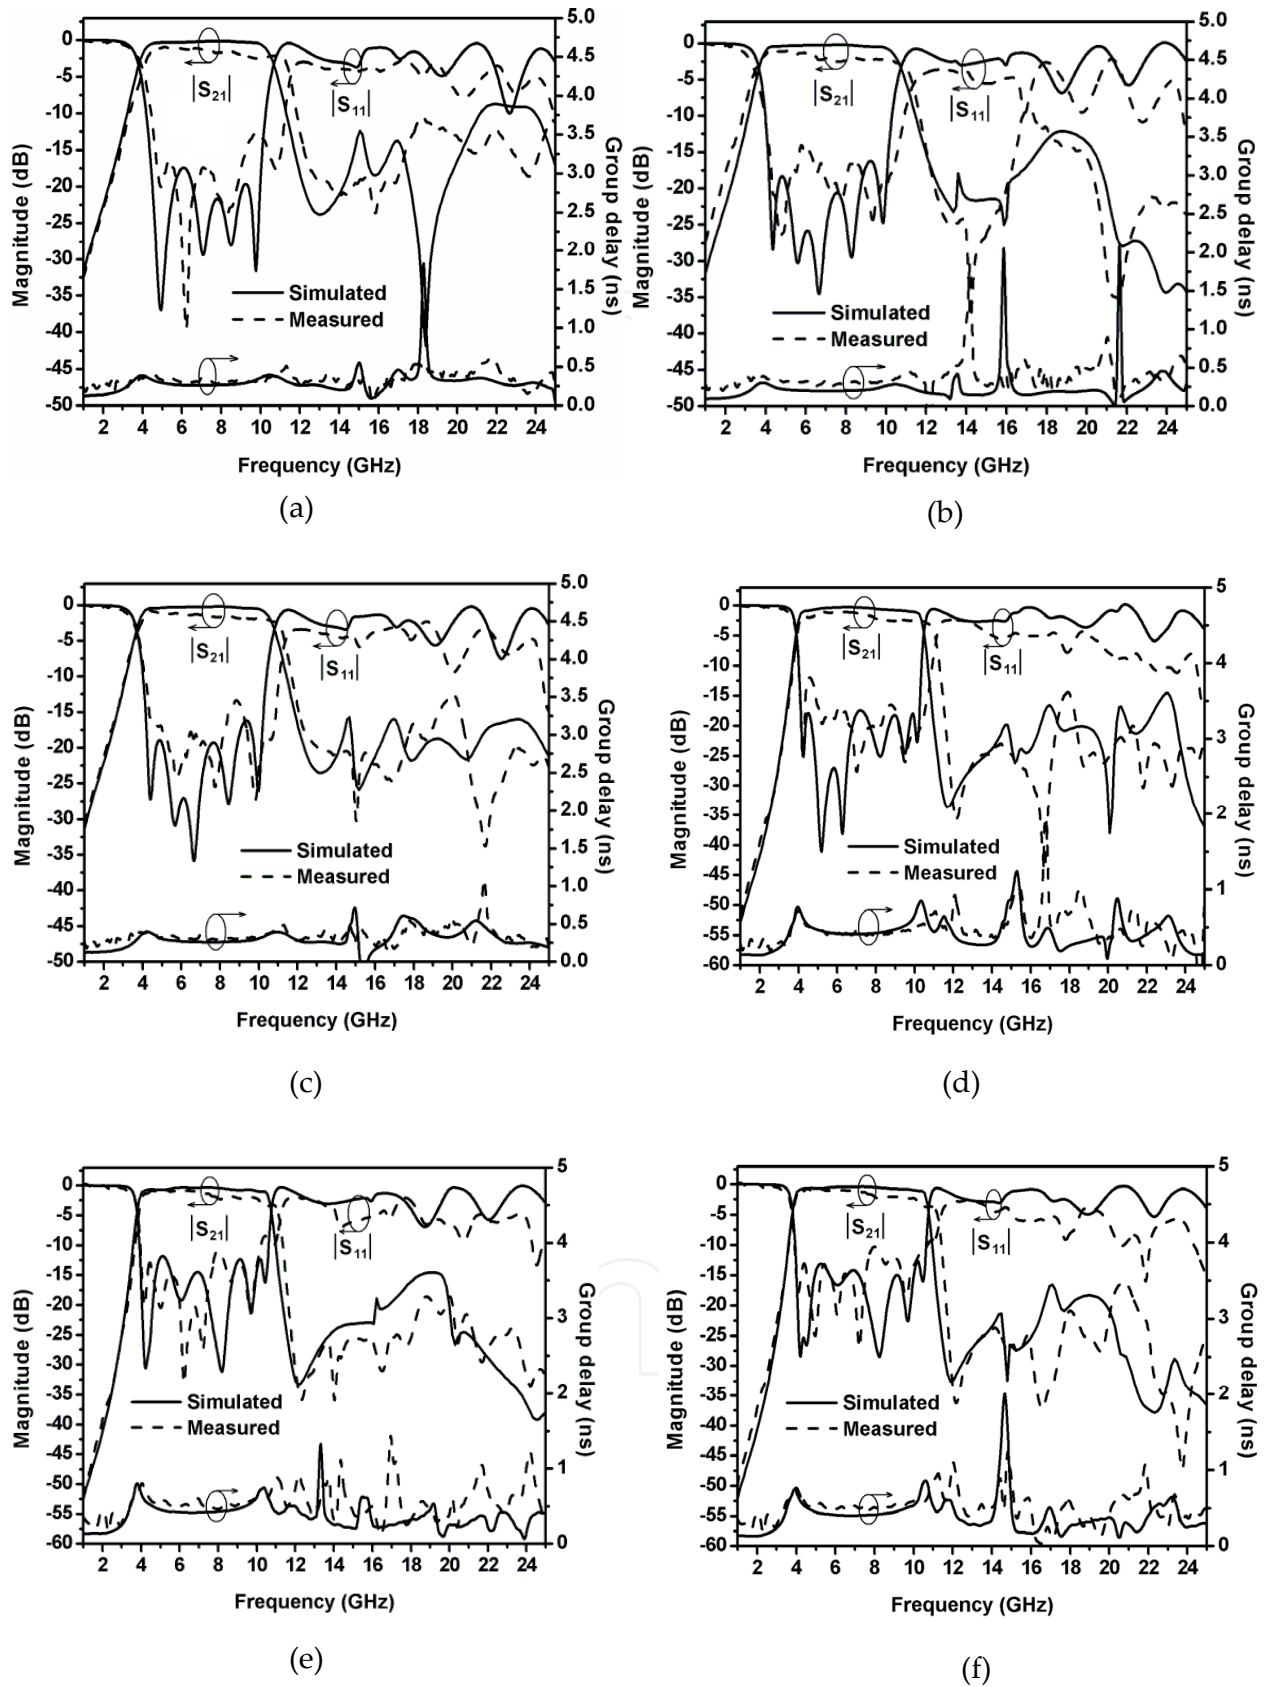 0
-5
-10
-15
-20
-25
-30
-35
-40
-45
-50
Magnitude (dB)
5.0
4.5
4.0
3.5
3.0
2.5
2.0
1.5
1.0
0.5
0.0
Group delay (ns)
|S21|
|S11|
Simulated
Measured
2 4 6 8 10 12 14 16 18 20 22 24
Frequency (GHz)
(a)
0
-5
-10
-15
-20
-25
-30
-35
-40
-45
-50
Magnitude (dB)
5.0
4.5
4.0
3.5
3.0
2.5
2.0
1.5
1.0
0.5
0.0
Group delay (ns)
|S21|
|S11|
Simulated
Measured
2 4 6 8 10 12 14 16 18 20 22 24
Frequency (GHz)
(b)
0
-5
-10
-15
-20
-25
-30
-35
-40
-45
-50
Magnitude (dB)
5.0
4.5
4.0
3.5
3.0
2.5
2.0
1.5
1.0
0.5
0.0
Group delay (ns)
|S21|
|S11|
Simulated
Measured
2 4 6 8 10 12 14 16 18 20 22 24
Frequency (GHz)
(c)
0
-5
-10
-15
-20
-25
-30
-35
-40
-45
-50
-55
-60
Magnitude (dB)
5
4
3
2
1
0
Group delay (ns)
|S21|
|S11|
Simulated
Measured
2 4 6 8 10 12 14 16 18 20 22 24
Frequency (GHz)
(d)
0
-5
-10
-15
-20
-25
-30
-35
-40
-45
-50
-55
-60
Magnitude (dB)
5
4
3
2
1
0
Group delay (ns)
|S21|
|S11|
Simulated
Measured
2 4 6 8 10 12 14 16 18 20 22 24
Frequency (GHz)
(e)
0
-5
-10
-15
-20
-25
-30
-35
-40
-45
-50
-55
-60
Magnitude (dB)
5
4
3
2
1
0
Group delay (ns)
|S21|
|S11|
Simulated
Measured
2 4 6 8 10 12 14 16 18 20 22 24
Frequency (GHz)
(f)